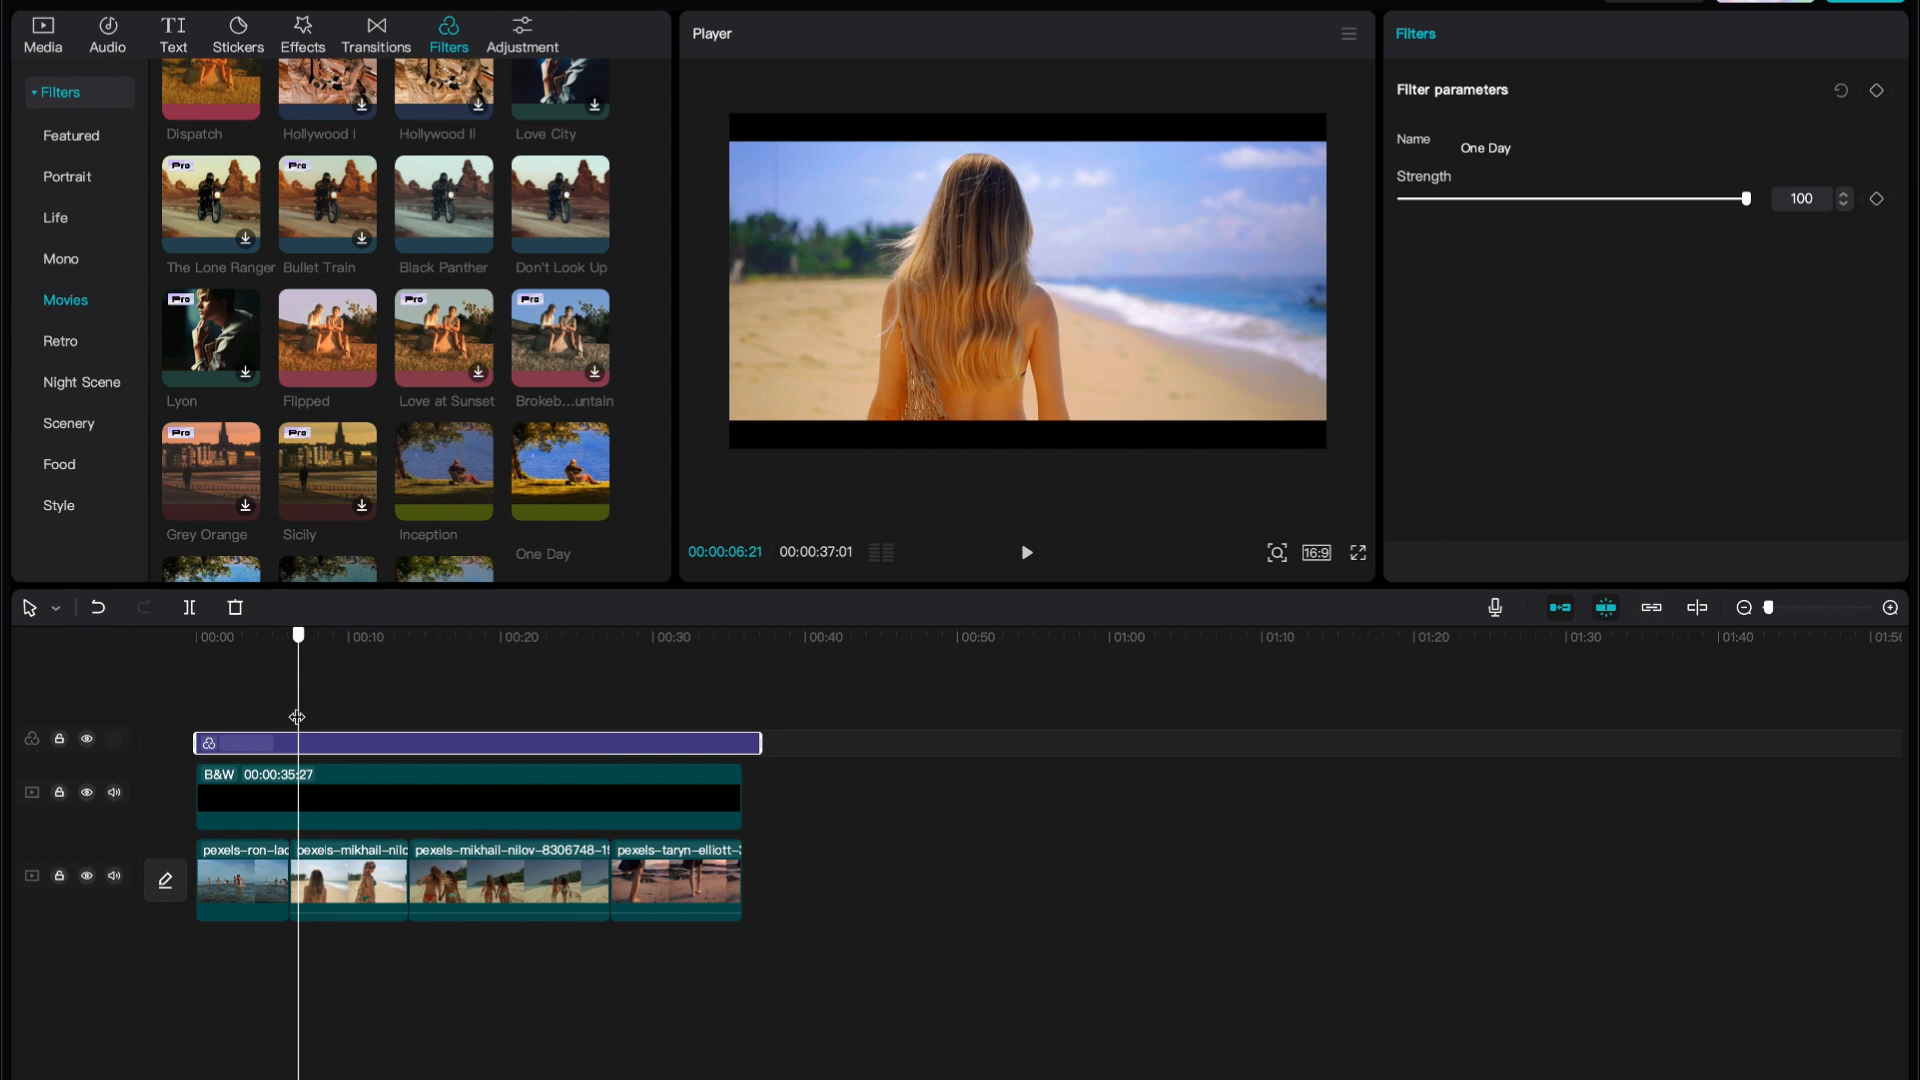 Media
Audio
Text
Stickers
Effects
Transitions
Filters
Adjustment
Filters
Featured
Portrait
Life
Mono
Movies
Retro
Night Scene
Scenery
Food
Style
Dispatch
Hollywood I
Hollywood II
Love City
Pro
Pro
The Lone Ranger
Bullet Train
Black Panther
Don't Look Up
Pro
Pro
Pro
Lyon
Flipped
Love at Sunset
Brokeb...untain
Pro
Pro
Grey Orange
Sicily
Inception
One Day
Player
00:00:06:21
00:00:37:01
16:9
Filters
Filter parameters
Name
One Day
Strength
100
00:00
00:10
00:20
00:30
00:40
00:50
01:00
01:10
01:20
01:30
01:40
B&W 00:00:35:27
pexels-ron-lac
pexels-mikhail-nilo
pexels-mikhail-nilov-8306748-1
pexels-taryn-elliott-